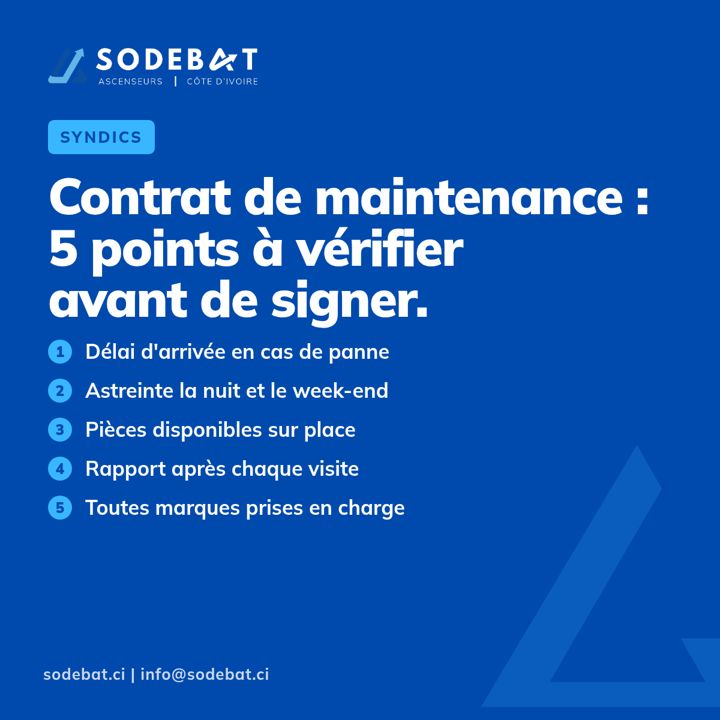 SODEBAT
ASCENSEURS | CÔTE D'IVOIRE
SYNDICS
Contrat de maintenance :
5 points à vérifier
avant de signer.
1 Délai d'arrivée en cas de panne
2 Astreinte la nuit et le week-end
3 Pièces disponibles sur place
4 Rapport après chaque visite
5 Toutes marques prises en charge
sodebat.ci | info@sodebat.ci